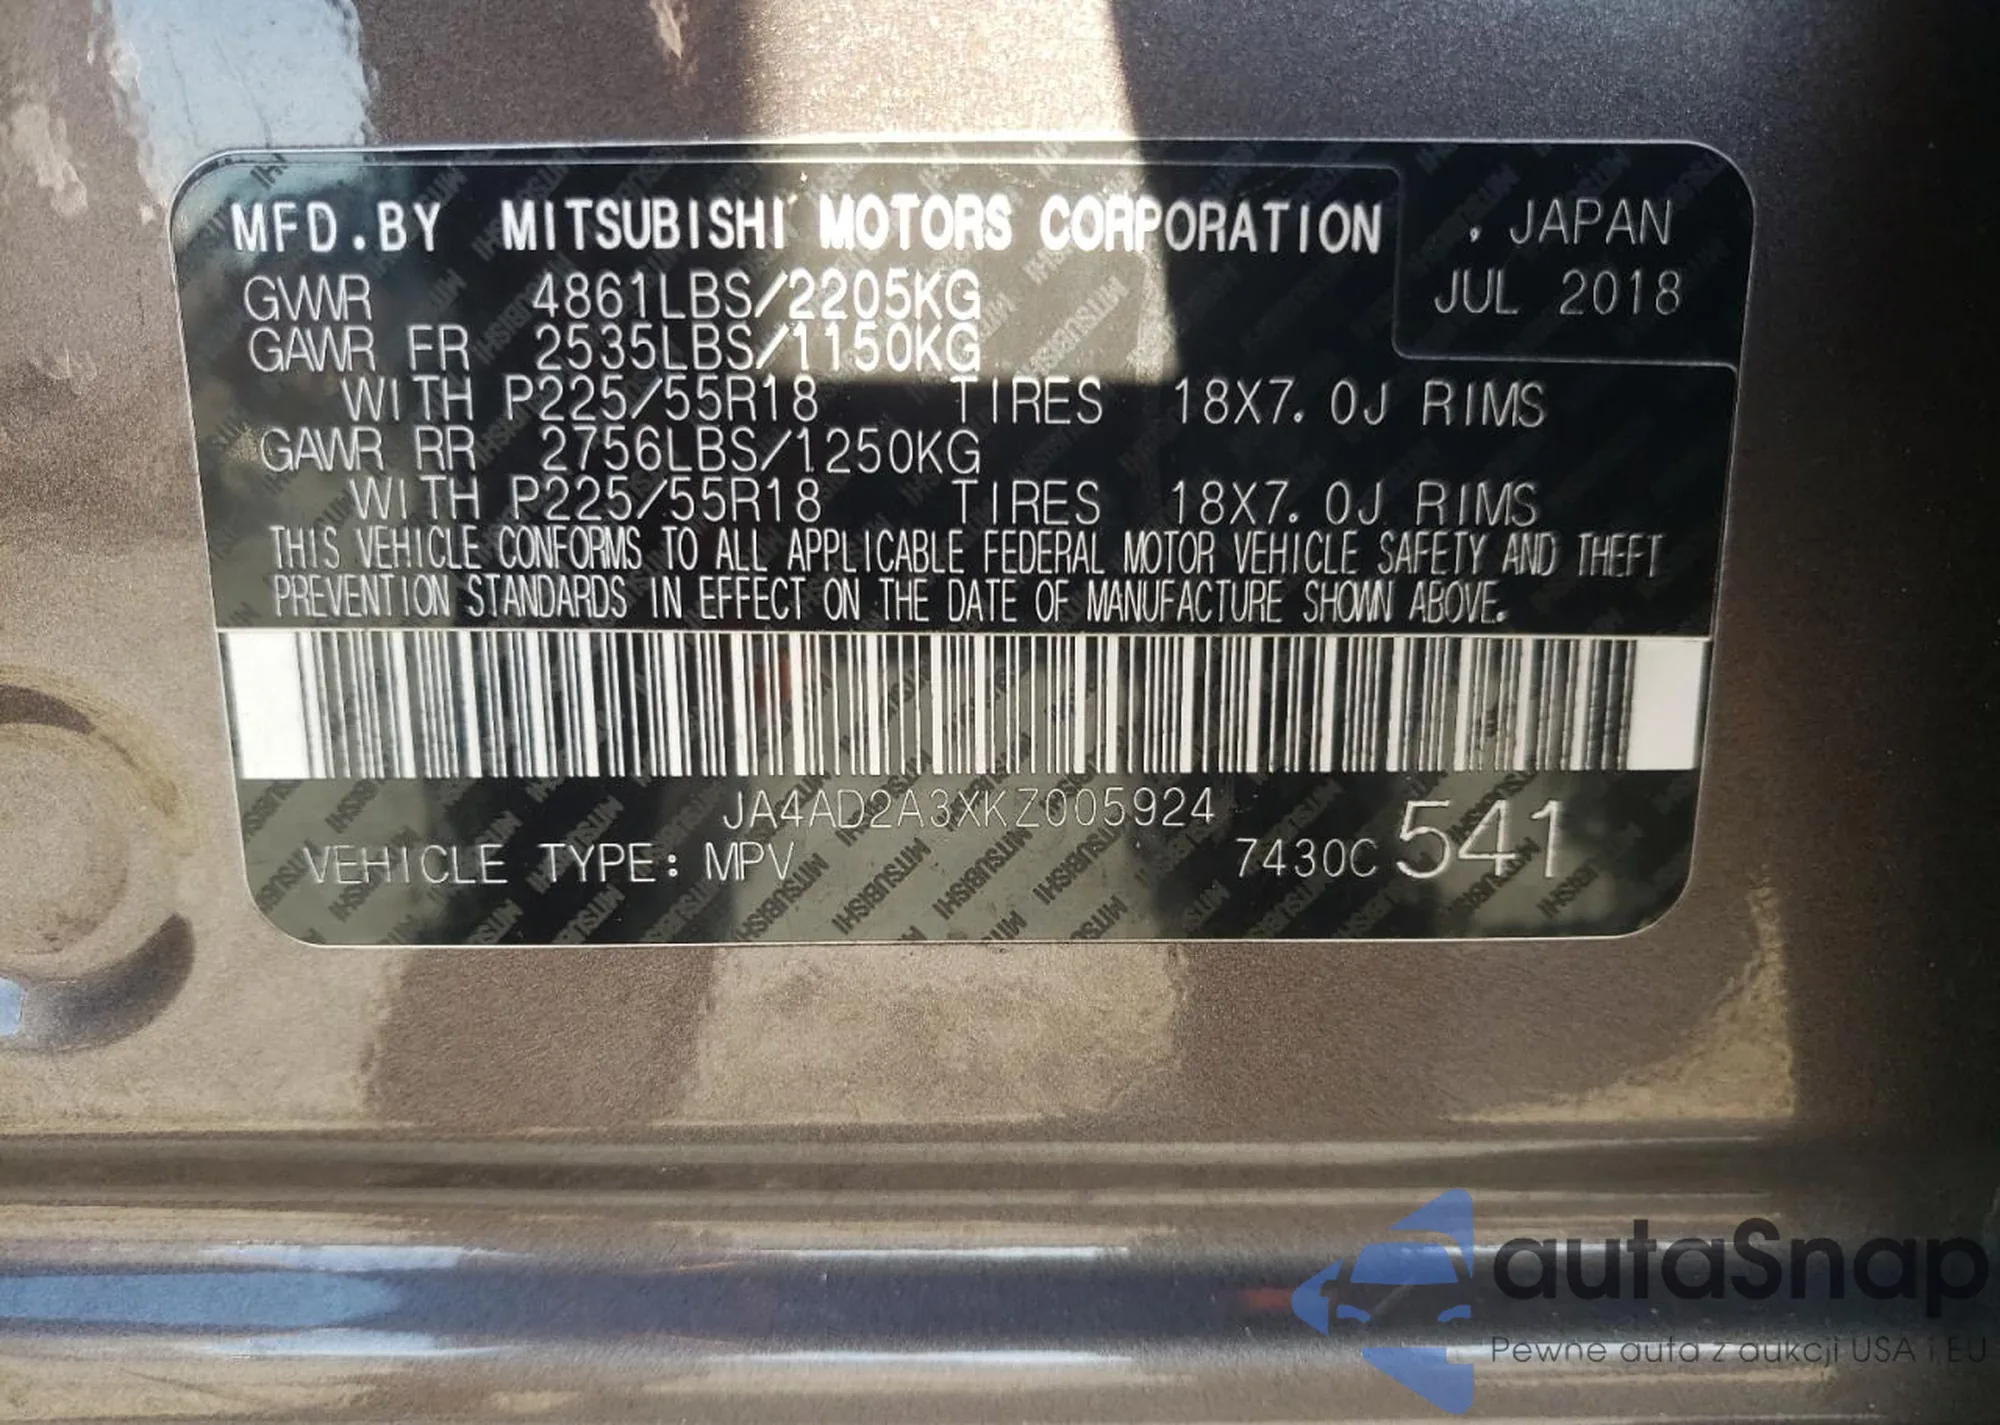 MFD.BY MITSUBISHI MOTORS CORPORATION , JAPAN
JUL 2018
GVWR 4861LBS/2205KG
GAWR FR 2535LBS/1150KG
WITH P225/55R18 TIRES 18X7.0J RIMS
GAWR RR 2756LBS/1250KG
WITH P225/55R18 TIRES 18X7.0J RIMS
THIS VEHICLE CONFORMS TO ALL APPLICABLE FEDERAL MOTOR VEHICLE SAFETY AND THEFT
PREVENTION STANDARDS IN EFFECT ON THE DATE OF MANUFACTURE SHOWN ABOVE.
JA4AD2A3XKZ005924
VEHICLE TYPE: MPV 7430C 541
autaSnap
Pewne auta z aukcji USA i EU